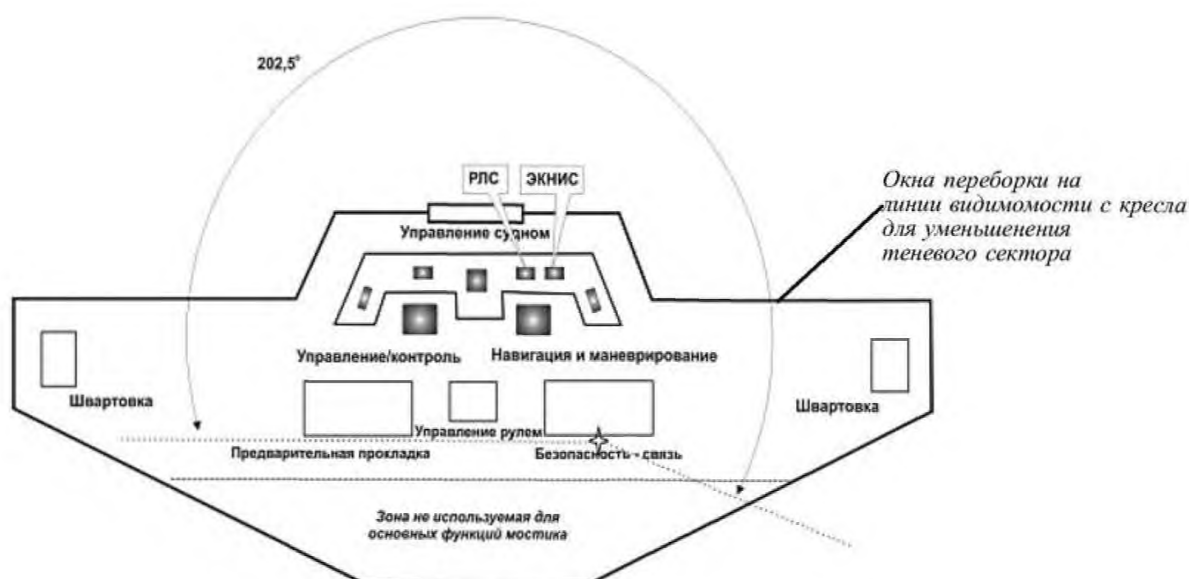 202,5°
РЛС
ЭКНИС
Окна переборки на
линии видимомости с кресла
для уменьшения
теневого сектора
Управление судном
Управление/контроль
Навигация и маневрирование
Швартовка
Швартовка
Управление рулем
Предварительная прокладка
Безопасность - связь
Зона не используемая для
основных функций мостика